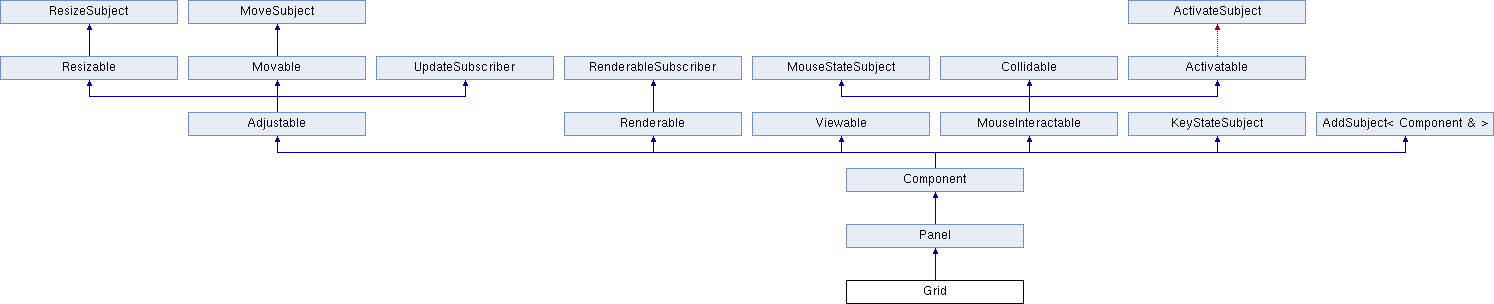 ResizeSubject
MoveSubject
ActivateSubject
Resizable
Movable
UpdateSubscriber
RenderableSubscriber
MouseStateSubject
Collidable
Activatable
Adjustable
Renderable
Viewable
MouseInteractable
KeyStateSubject
AddSubject< Component & >
Component
Panel
Grid